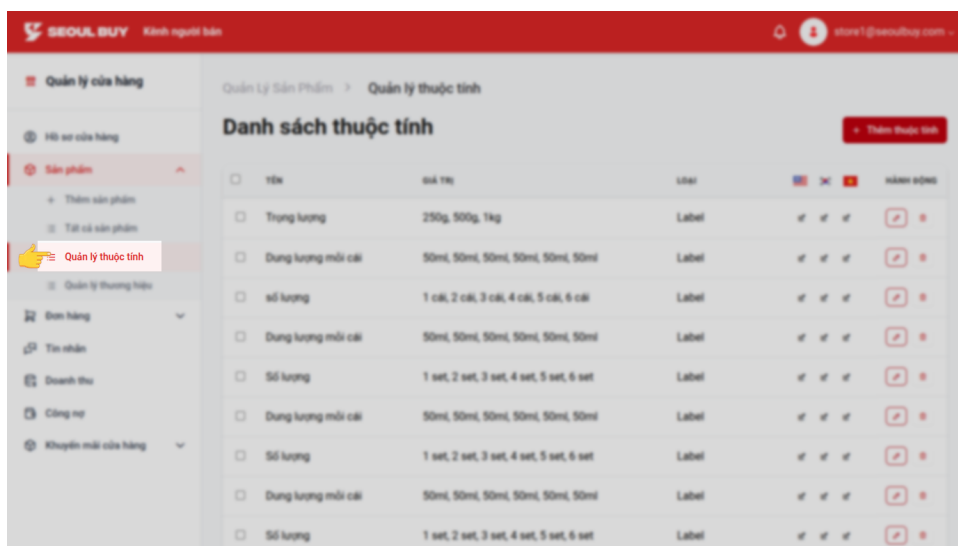 SEOUL BUY Kênh người bán
store1@seoulbuy.com
Quản lý cửa hàng
Hồ sơ cửa hàng
Sản phẩm
Thêm sản phẩm
Tất cả sản phẩm
Quản lý thuộc tính
Quản lý thương hiệu
Đơn hàng
Tin nhắn
Doanh thu
Công nợ
Khuyến mãi cửa hàng
Quản Lý Sản Phẩm > Quản lý thuộc tính
Danh sách thuộc tính
+ Thêm thuộc tính
TÊN GIÁ TRỊ LOẠI HÀNH ĐỘNG
Trọng lượng 250g, 500g, 1kg Label
Dung lượng mỗi cái 50ml, 50ml, 50ml, 50ml, 50ml, 50ml Label
số lượng 1 cái, 2 cái, 3 cái, 4 cái, 5 cái, 6 cái Label
Dung lượng mỗi cái 50ml, 50ml, 50ml, 50ml, 50ml, 50ml Label
Số lượng 1 set, 2 set, 3 set, 4 set, 5 set, 6 set Label
Dung lượng mỗi cái 50ml, 50ml, 50ml, 50ml, 50ml, 50ml Label
Số lượng 1 set, 2 set, 3 set, 4 set, 5 set, 6 set Label
Dung lượng mỗi cái 50ml, 50ml, 50ml, 50ml, 50ml, 50ml Label
Số lượng 1 set, 2 set, 3 set, 4 set, 5 set, 6 set Label